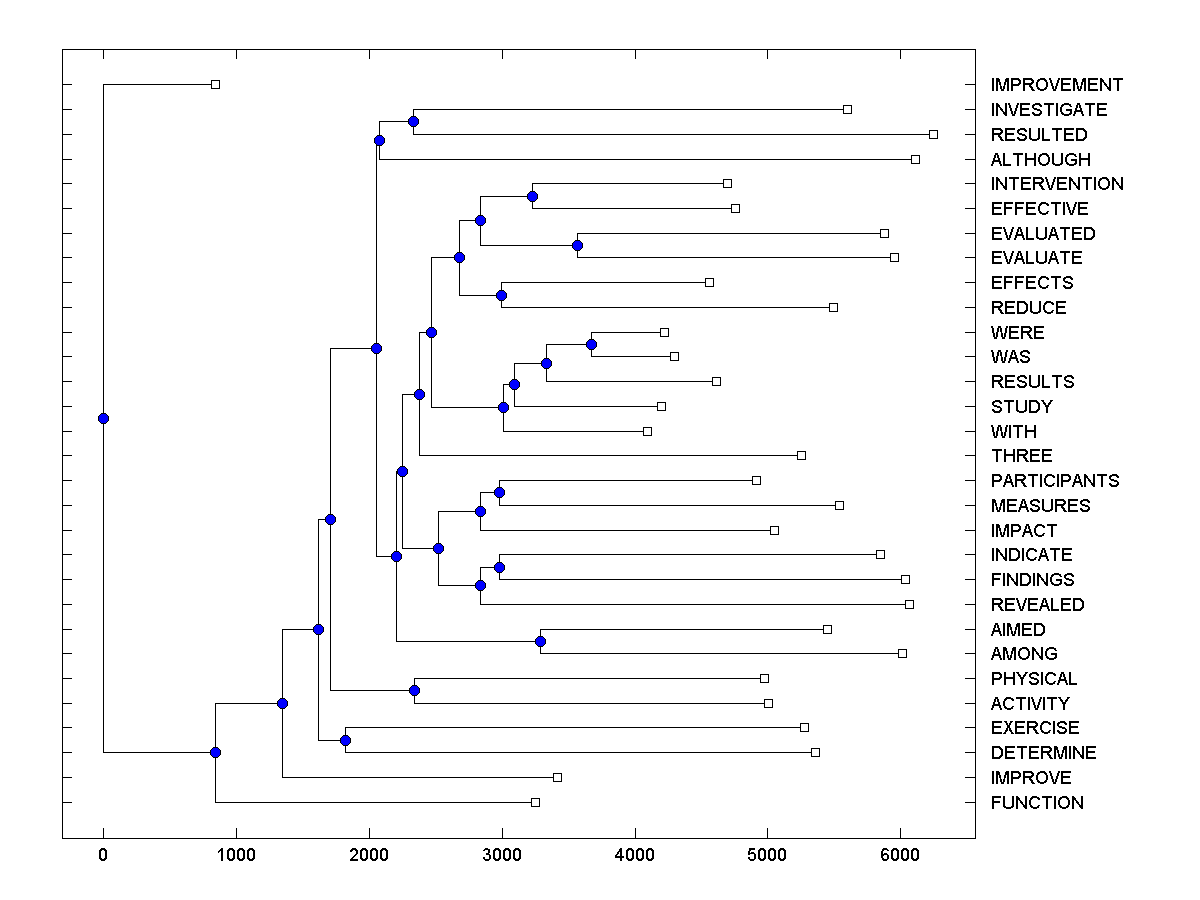 IMPROVEMENT
INVESTIGATE
RESULTED
ALTHOUGH
INTERVENTION
EFFECTIVE
EVALUATED
EVALUATE
EFFECTS
REDUCE
WERE
WAS
RESULTS
STUDY
WITH
THREE
PARTICIPANTS
MEASURES
IMPACT
INDICATE
FINDINGS
REVEALED
AIMED
AMONG
PHYSICAL
ACTIVITY
EXERCISE
DETERMINE
IMPROVE
FUNCTION
0 1000 2000 3000 4000 5000 6000